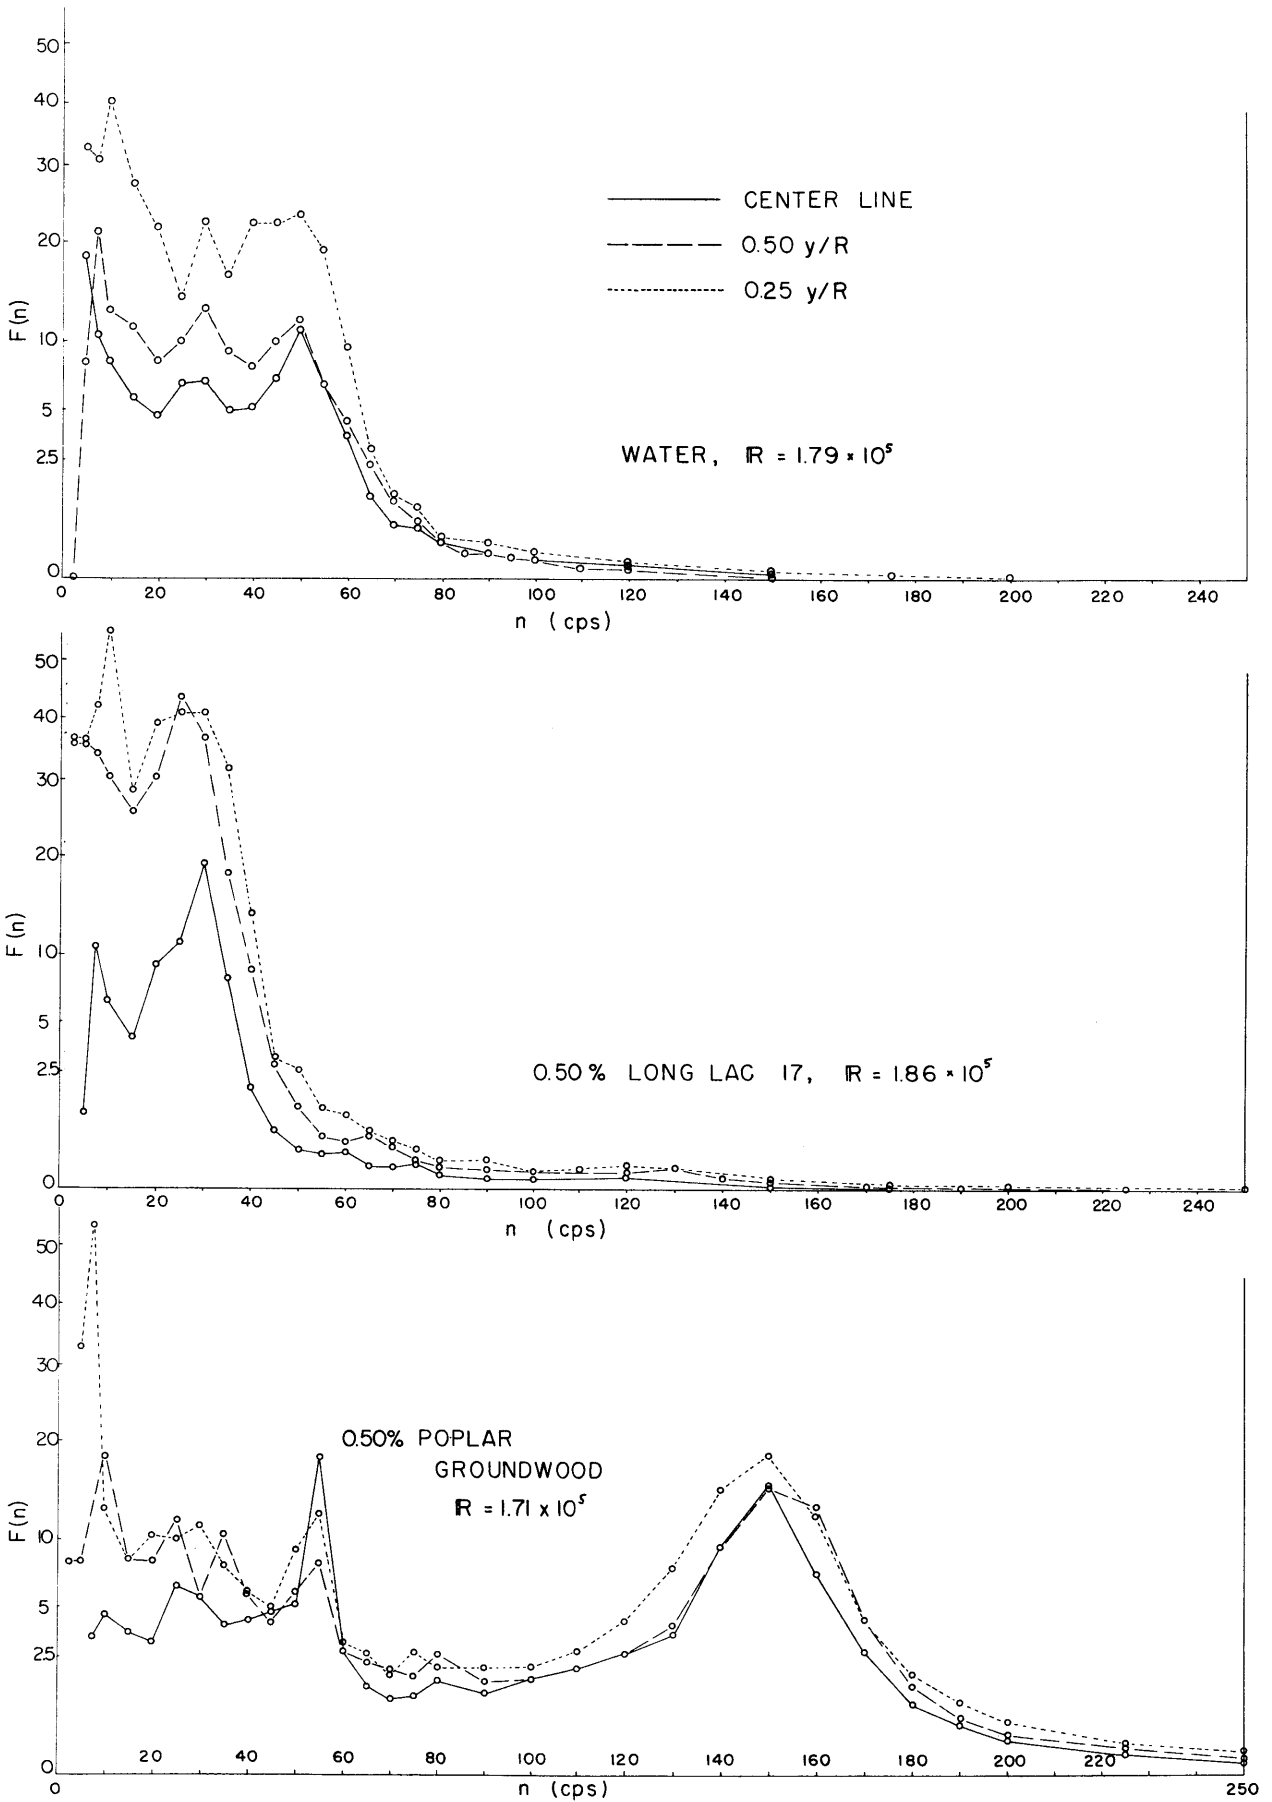 50
40
30
20
10
5
25
0
F(n)
CENTER LINE
0.50 y/R
0.25 y/R
WATER, R = 1.79 × 10⁵
0 20 40 60 80 100 120 140 160 180 200 220 240
n (cps)
50
40
30
20
10
5
2.5
0
F(n)
0.50 % LONG LAC 17, R = 1.86 × 10⁵
0 20 40 60 80 100 120 140 160 180 200 220 240
n (cps)
50
40
30
20
10
5
25
0
F(n)
0.50% POPLAR
GROUNDWOOD
R = 1.71 x 10⁵
20 40 60 80 100 120 140 160 180 200 220
0 n (cps) 250